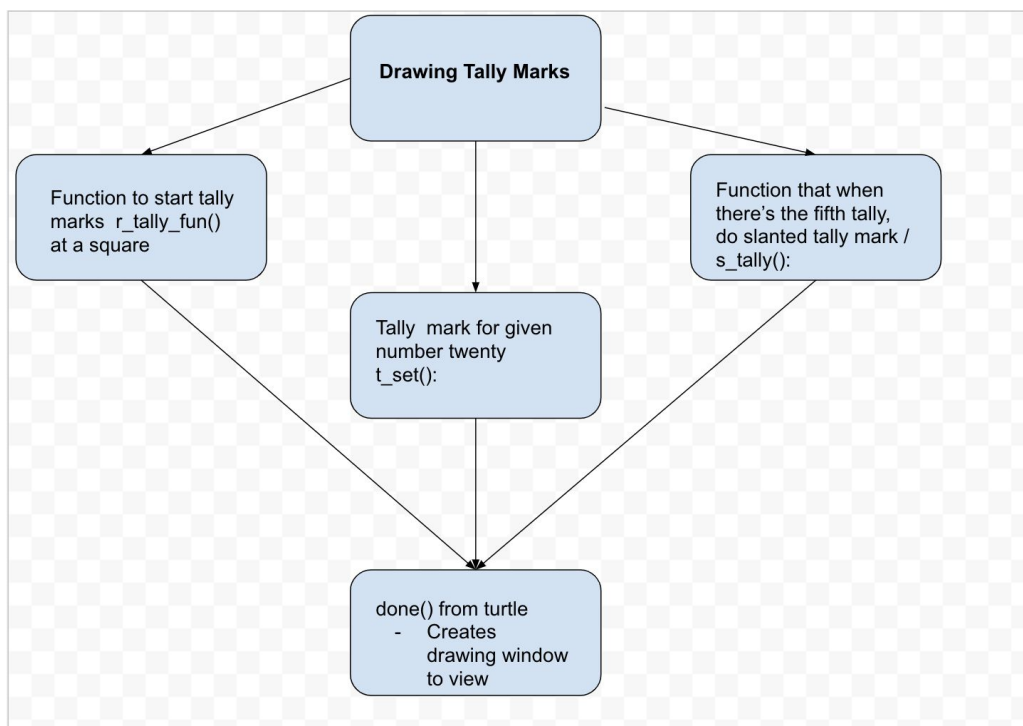 Drawing Tally Marks
Function to start tally
marks  r_tally_fun()
at a square
Function that when
there's the fifth tally,
do slanted tally mark /
s_tally():
Tally  mark for given
number twenty
t_set():
done() from turtle
- Creates
drawing window
to view